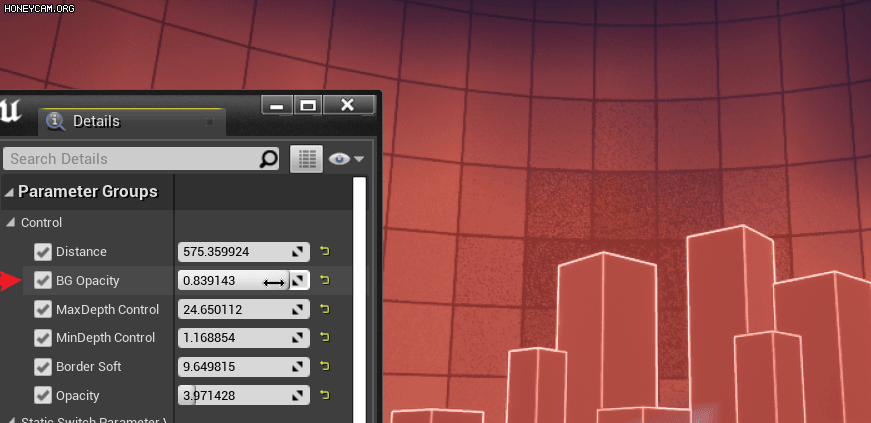 HONEYCAM.ORG
Details
Search Details
Parameter Groups
Control
Distance 575.359924
BG Opacity 0.839143
MaxDepth Control 24.650112
MinDepth Control 1.168854
Border Soft 9.649815
Opacity 3.971428
Static Switch Parameter